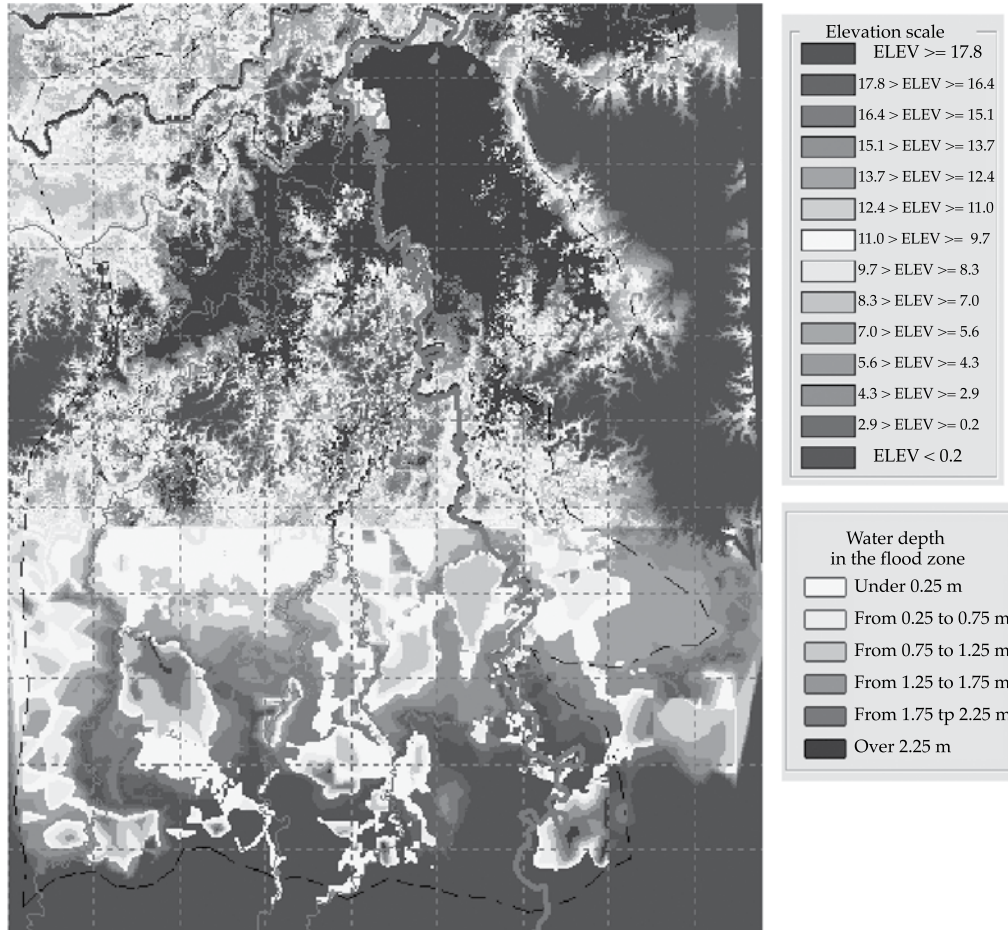 Elevation scale
ELEV >= 17.8
17.8 > ELEV >= 16.4
16.4 > ELEV >= 15.1
15.1 > ELEV >= 13.7
13.7 > ELEV >= 12.4
12.4 > ELEV >= 11.0
11.0 > ELEV >= 9.7
9.7 > ELEV >= 8.3
8.3 > ELEV >= 7.0
7.0 > ELEV >= 5.6
5.6 > ELEV >= 4.3
4.3 > ELEV >= 2.9
2.9 > ELEV >= 0.2
ELEV < 0.2
Water depth
in the flood zone
Under 0.25 m
From 0.25 to 0.75 m
From 0.75 to 1.25 m
From 1.25 to 1.75 m
From 1.75 tp 2.25 m
Over 2.25 m